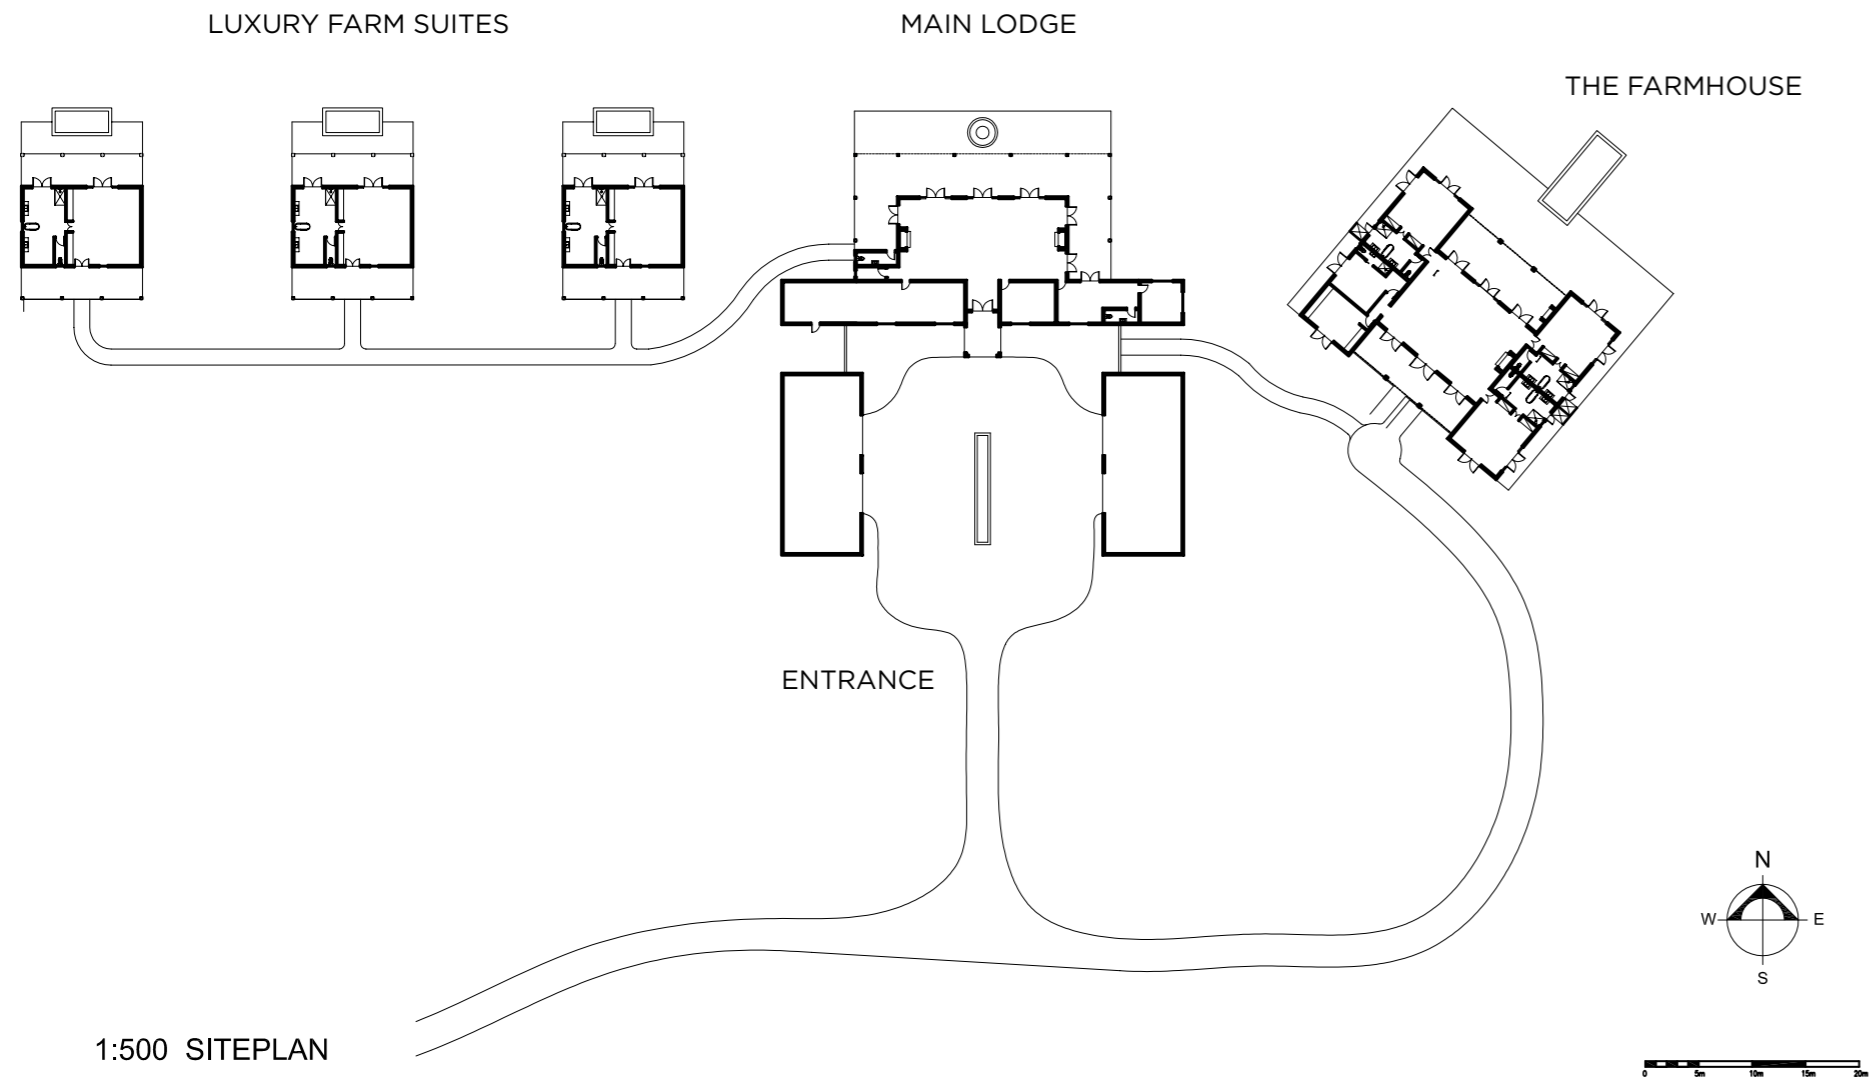 LUXURY FARM SUITES
MAIN LODGE
THE FARMHOUSE
ENTRANCE
N
W
E
S
1:500 SITEPLAN
0 5m 10m 15m 20m